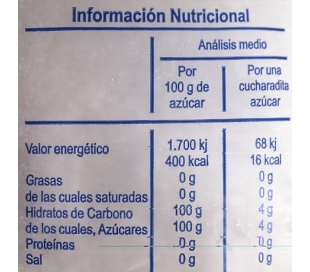 Información Nutricional
Análisis medio
Por 100 g de azúcar Por una cucharadita azúcar
Valor energético 1.700 kj 68 kj
400 kcal 16 kcal
Grasas 0 g 0 g
de las cuales saturadas 0 g 0 g
Hidratos de Carbono 100 g 4 g
de los cuales, Azúcares 100 g 4 g
Proteínas 0 g 0 g
Sal 0 g 0 g